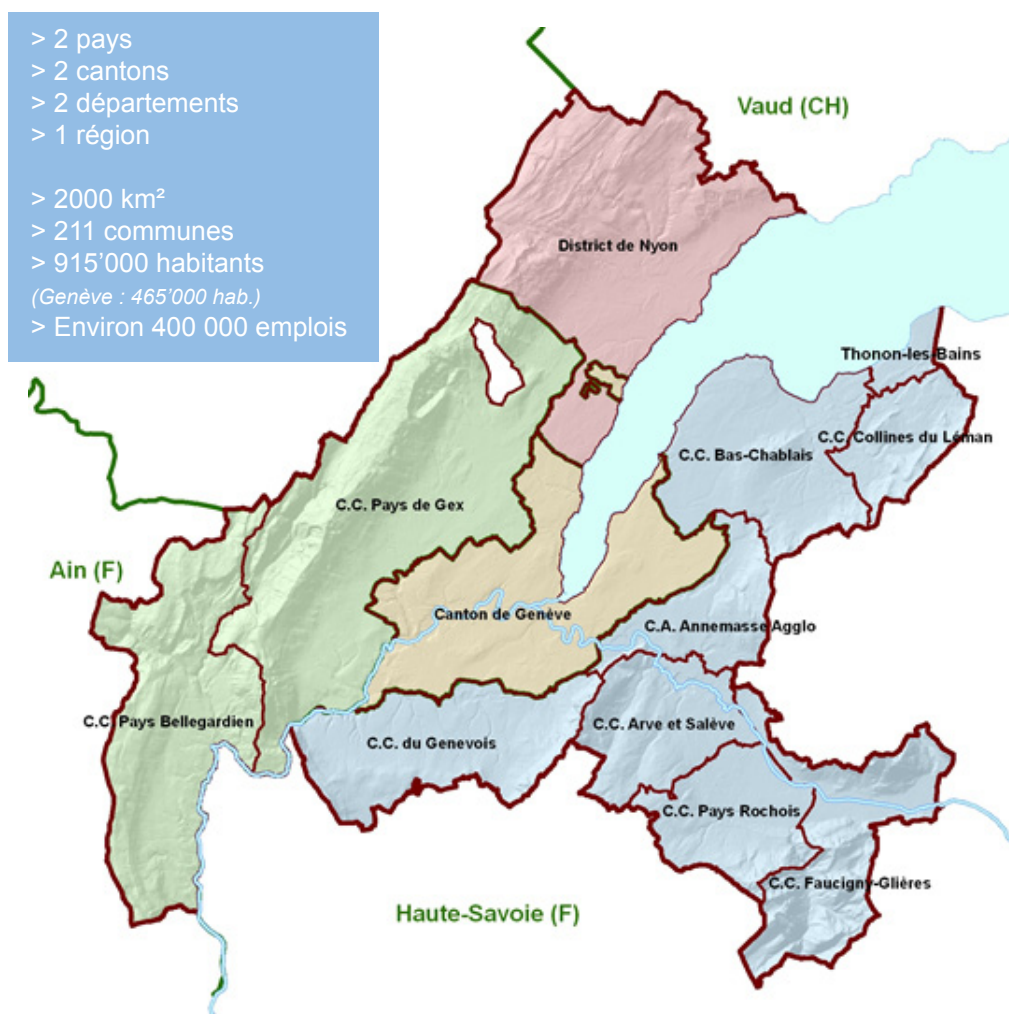 > 2 pays
> 2 cantons
> 2 départements
> 1 région
> 2000 km²
> 211 communes
> 915’000 habitants
(Genève : 465’000 hab.)
> Environ 400 000 emplois
Vaud (CH)
District de Nyon
Thonon-les-Bains
C.C. Collines du Léman
C.C. Bas-Chablais
C.C. Pays de Gex
Ain (F)
Canton de Genève
C.A. Annemasse Agglo
C.C. Pays Bellegardien
C.C. Arve et Salève
C.C. du Genevois
C.C. Pays Rochois
C.C. Faucigny-Glières
Haute-Savoie (F)